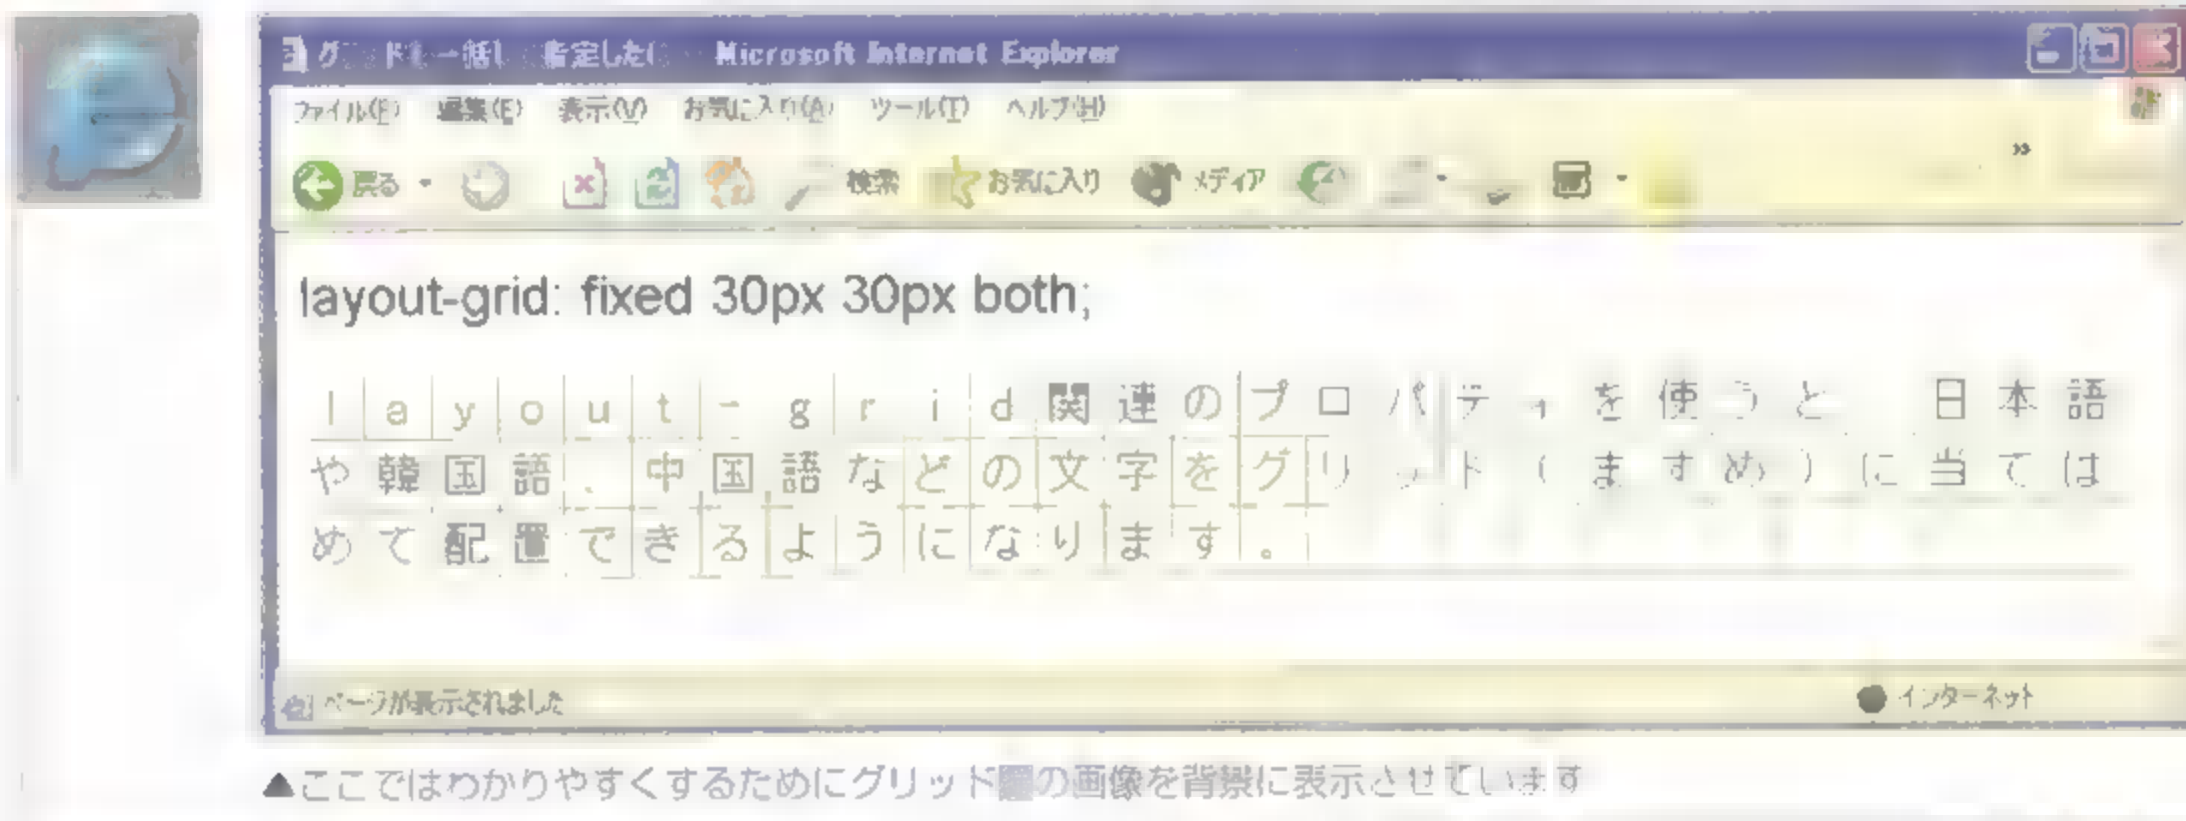 Microsoft Internet Explorer
ファイル(F) 編集(E) 表示(V) お気に入り(A) ツール(T) ヘルプ(H)
戻る 検索 お気に入り メディア »
layout-grid: fixed 30px 30px both;
layout-grid関連のプロパティを使うと 日本語
や韓国語、中国語などの文字をグリッド(ますめ)に当ては
めて配置できるようになります。
ページが表示されました インターネット
▲ここではわかりやすくするためにグリッドの画像を背景に表示させています